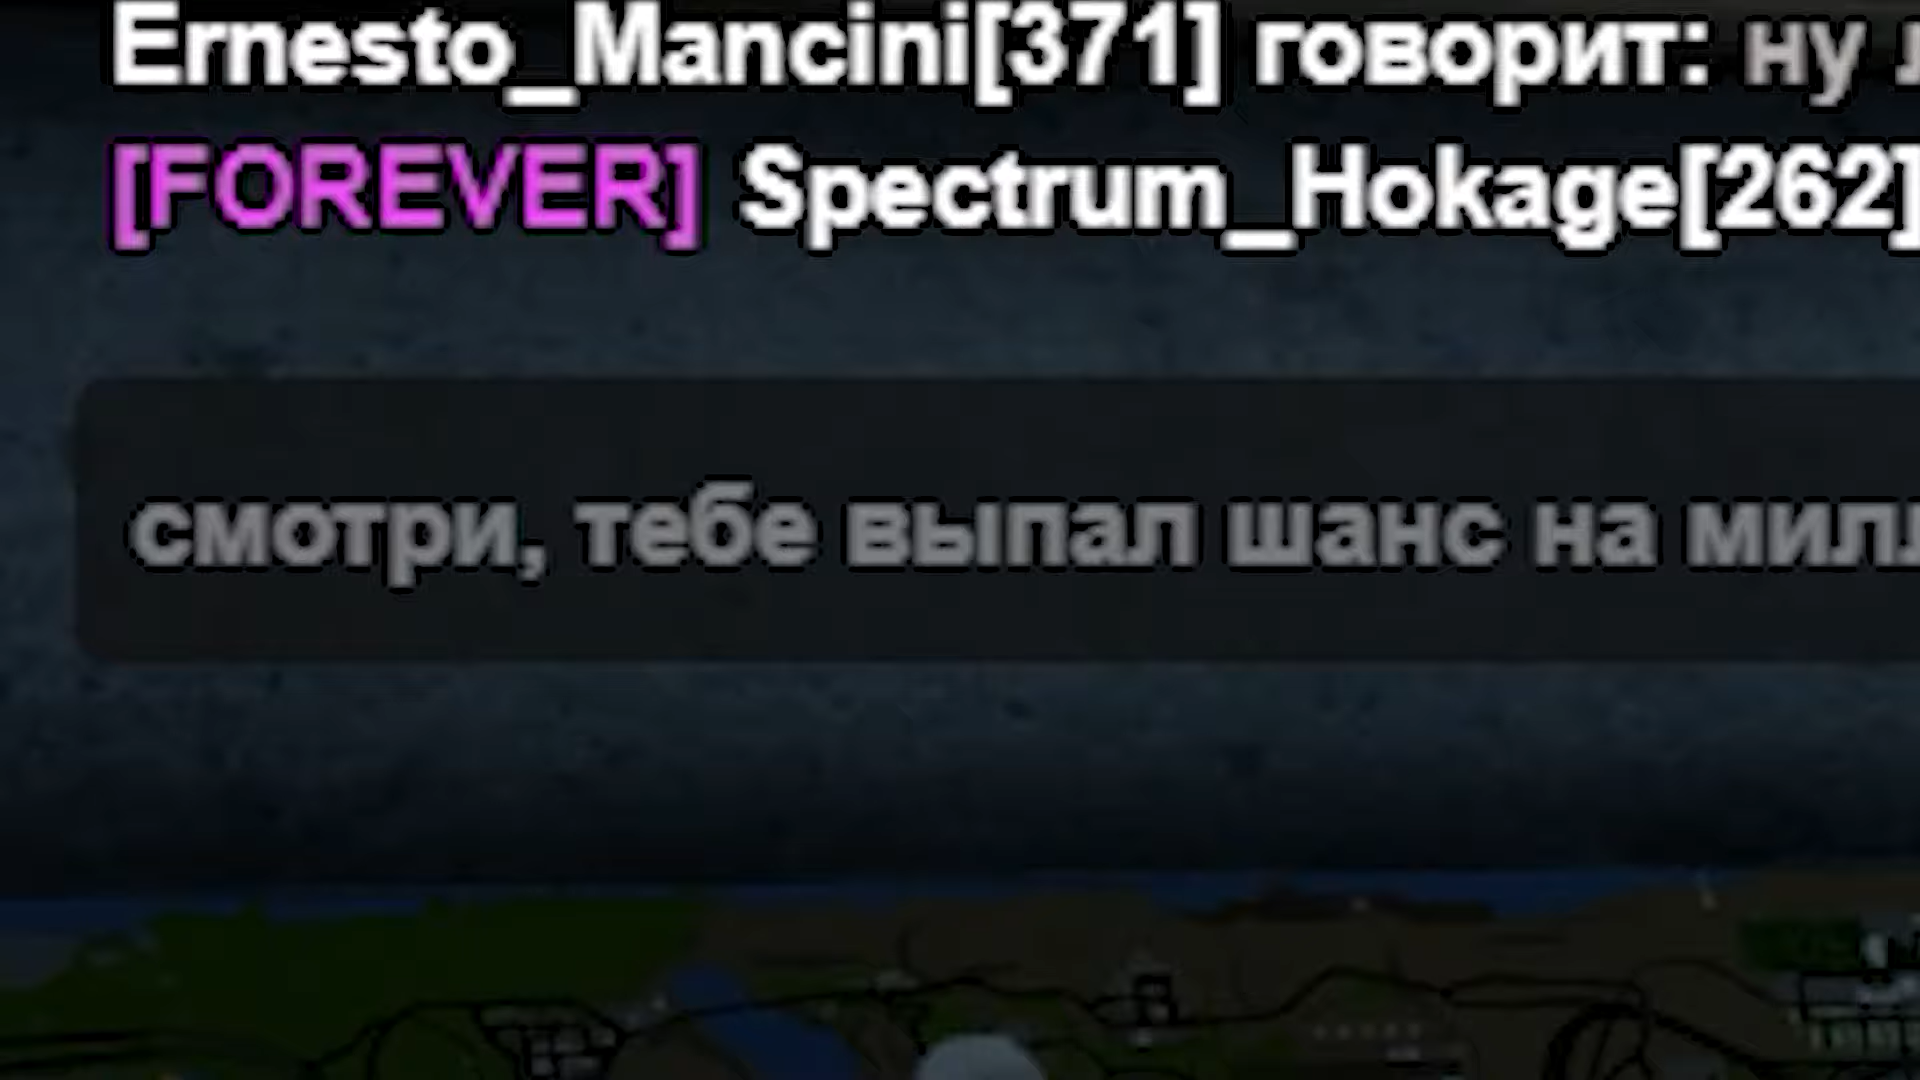 Ernesto_Mancini[371] говорит: ну
[FOREVER] Spectrum_Hokage[262]
смотри, тебе выпал шанс на